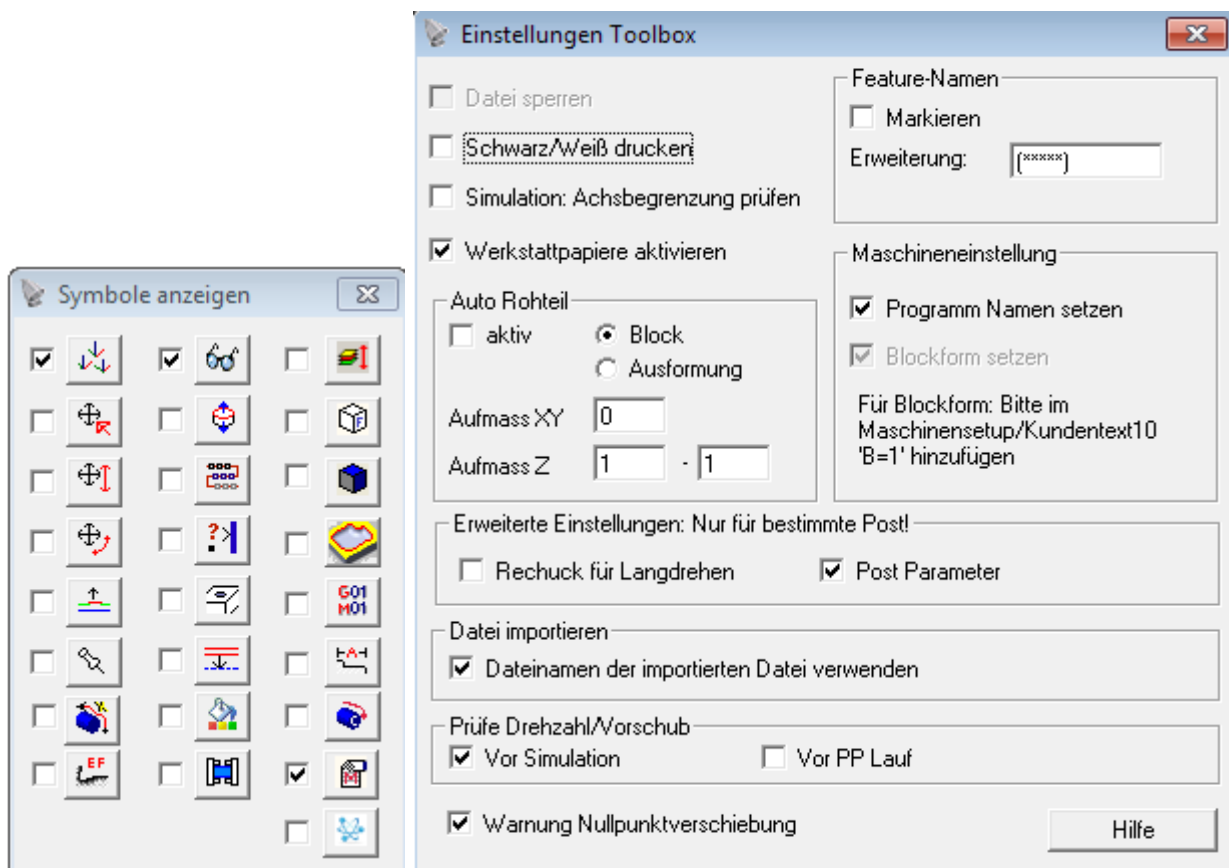 Symbole anzeigen
G01
M01
A
EF
Einstellungen Toolbox
Datei sperren
Schwarz/Weiß drucken
Simulation: Achsbegrenzung prüfen
Werkstattpapiere aktivieren
Feature-Namen
Markieren
Erweiterung: (*****)
Auto Rohteil
aktiv
Block
Ausformung
Aufmass XY 0
Aufmass Z 1 - 1
Maschineneinstellung
Programm Namen setzen
Blockform setzen
Für Blockform: Bitte im
Maschinensetup/Kundentext10
'B=1' hinzufügen
Erweiterte Einstellungen: Nur für bestimmte Post!
Rechuck für Langdrehen Post Parameter
Datei importieren
Dateinamen der importierten Datei verwenden
Prüfe Drehzahl/Vorschub
Vor Simulation Vor PP Lauf
Warnung Nullpunktverschiebung
Hilfe